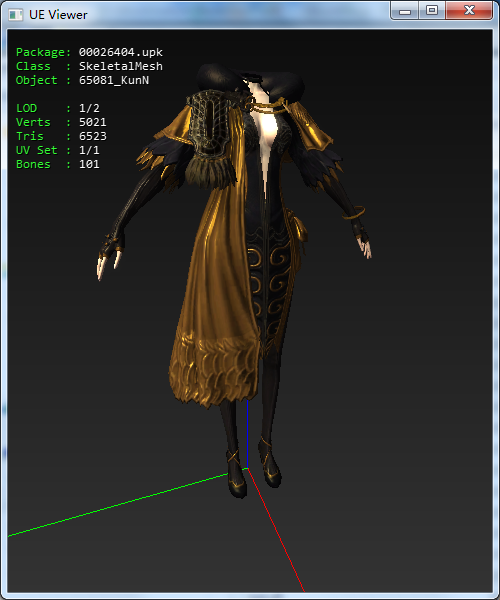 UE Viewer
Package: 00026404.upk
Class  : SkeletalMesh
Object : 65081_KunN
LOD    : 1/2
Verts  : 5021
Tris   : 6523
UV Set : 1/1
Bones  : 101